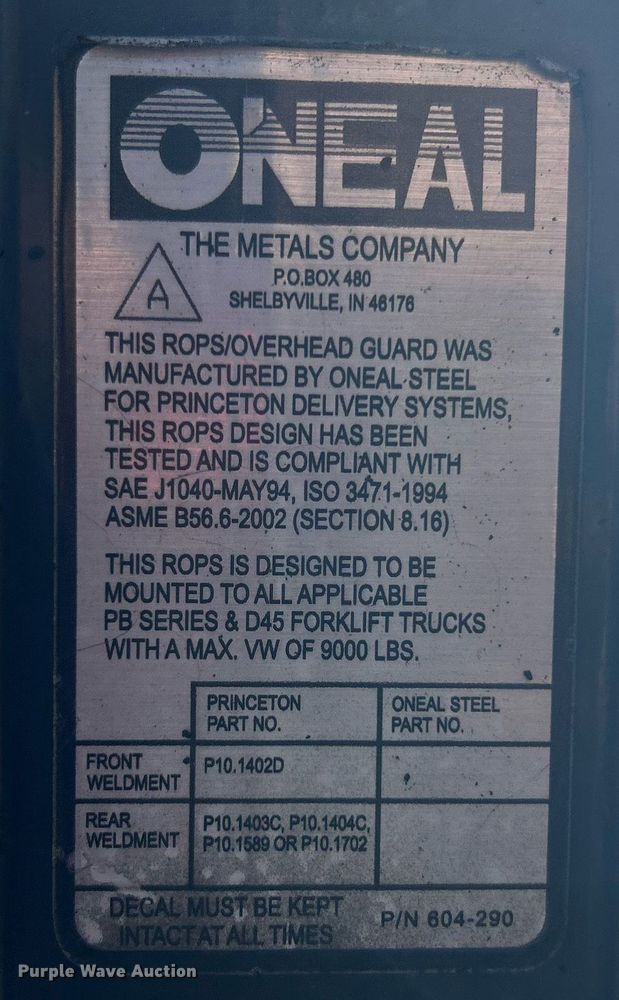 ONEAL
THE METALS COMPANY
A
P.O.BOX 480
SHELBYVILLE, IN 46176
THIS ROPS/OVERHEAD GUARD WAS
MANUFACTURED BY ONEAL STEEL
FOR PRINCETON DELIVERY SYSTEMS,
THIS ROPS DESIGN HAS BEEN
TESTED AND IS COMPLIANT WITH
SAE J1040-MAY94, ISO 3471-1994
ASME B56.6-2002 (SECTION 8.16)
THIS ROPS IS DESIGNED TO BE
MOUNTED TO ALL APPLICABLE
PB SERIES & D45 FORKLIFT TRUCKS
WITH A MAX. VW OF 9000 LBS.
PRINCETON
PART NO.
ONEAL STEEL
PART NO.
FRONT
WELDMENT
P10.1402D
REAR
WELDMENT
P10.1403C, P10.1404C,
P10.1589 OR P10.1702
DECAL MUST BE KEPT
INTACT AT ALL TIMES
P/N 604-290
Purple Wave Auction